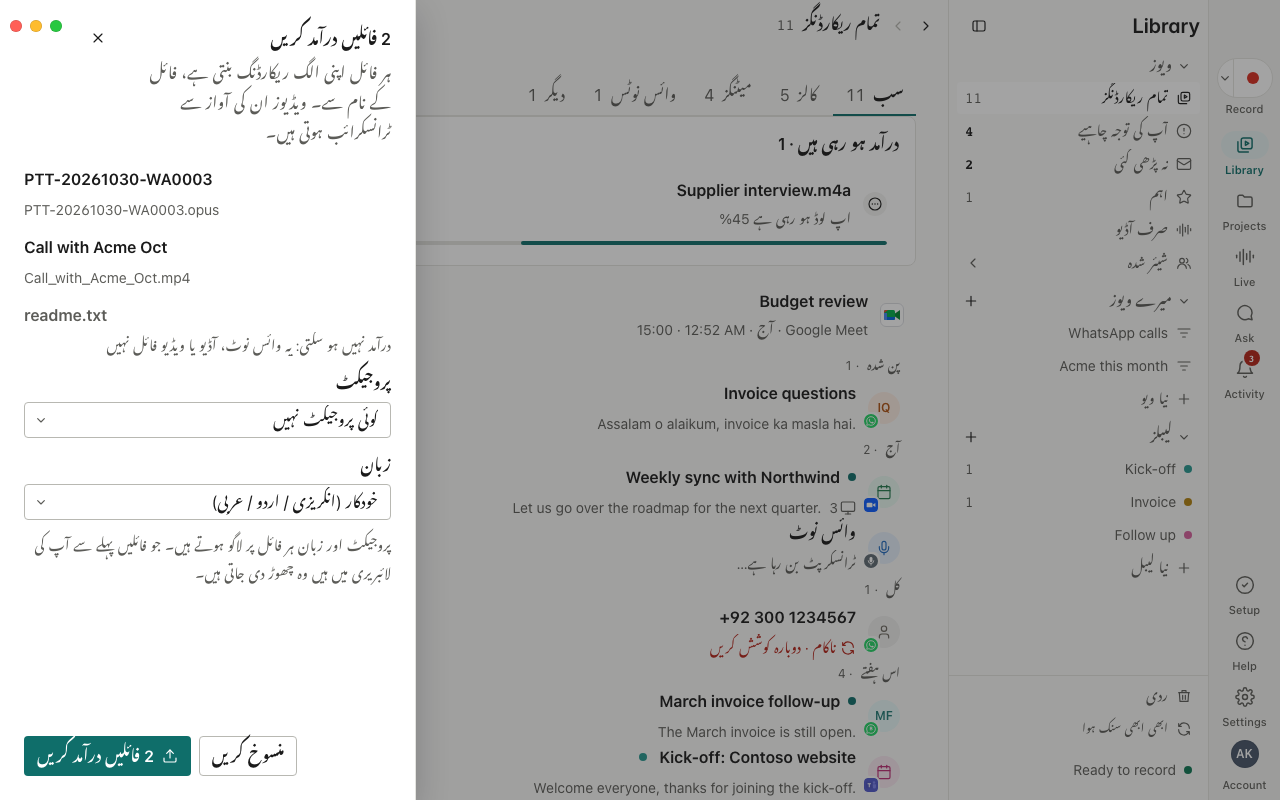 2 فائلیں درآمد کریں
ہر فائل اپنی الگ ریکارڈنگ بنتی ہے، فائل
کے نام سے۔ ویڈیوز ان کی آواز سے
ٹرانسکرائب ہوتی ہیں۔
PTT-20261030-WA0003
PTT-20261030-WA0003.opus
Call with Acme Oct
Call_with_Acme_Oct.mp4
readme.txt
درآمد نہیں ہو سکتی: یہ وائس نوٹ، آڈیو یا ویڈیو فائل نہیں
پروجیکٹ
کوئی پروجیکٹ نہیں
زبان
خودکار (انگریزی / اردو / عربی)
پروجیکٹ اور زبان ہر فائل پر لاگو ہوتے ہیں۔ جو فائلیں پہلے سے آپ کی
لائبریری میں ہیں وہ چھوڑ دی جاتی ہیں۔
منسوخ کریں
2 فائلیں درآمد کریں
تمام ریکارڈنگز 11
سب 11
کالز 5
میٹنگز 4
وائس نوٹس 1
دیگر 1
درآمد ہو رہی ہیں · 1
Supplier interview.m4a
اپ لوڈ ہو رہی ہے 45%
Budget review
Google Meet · آج · 12:52 AM · 15:00
پن شدہ · 1
IQ
Invoice questions
Assalam o alaikum, invoice ka masla hai.
آج · 2
Weekly sync with Northwind
Let us go over the roadmap for the next quarter. 3
وائس نوٹ
ٹرانسکرپٹ بن رہا ہے...
کل · 1
+92 300 1234567
ناکام · دوبارہ کوشش کریں
اس ہفتے · 4
MF
March invoice follow-up
The March invoice is still open.
Kick-off: Contoso website
Welcome everyone, thanks for joining the kick-off.
Library
ویوز
تمام ریکارڈنگز 11
آپ کی توجہ چاہیے 4
نہ پڑھی گئی 2
اہم 1
صرف آڈیو
شیئر شدہ
میرے ویوز
WhatsApp calls
Acme this month
نیا ویو
لیبلز
Kick-off 1
Invoice 1
Follow up
نیا لیبل
ردی
ابھی ابھی سنک ہوا
Ready to record
Record
Library
Projects
Live
Ask
3
Activity
Setup
Help
Settings
AK
Account